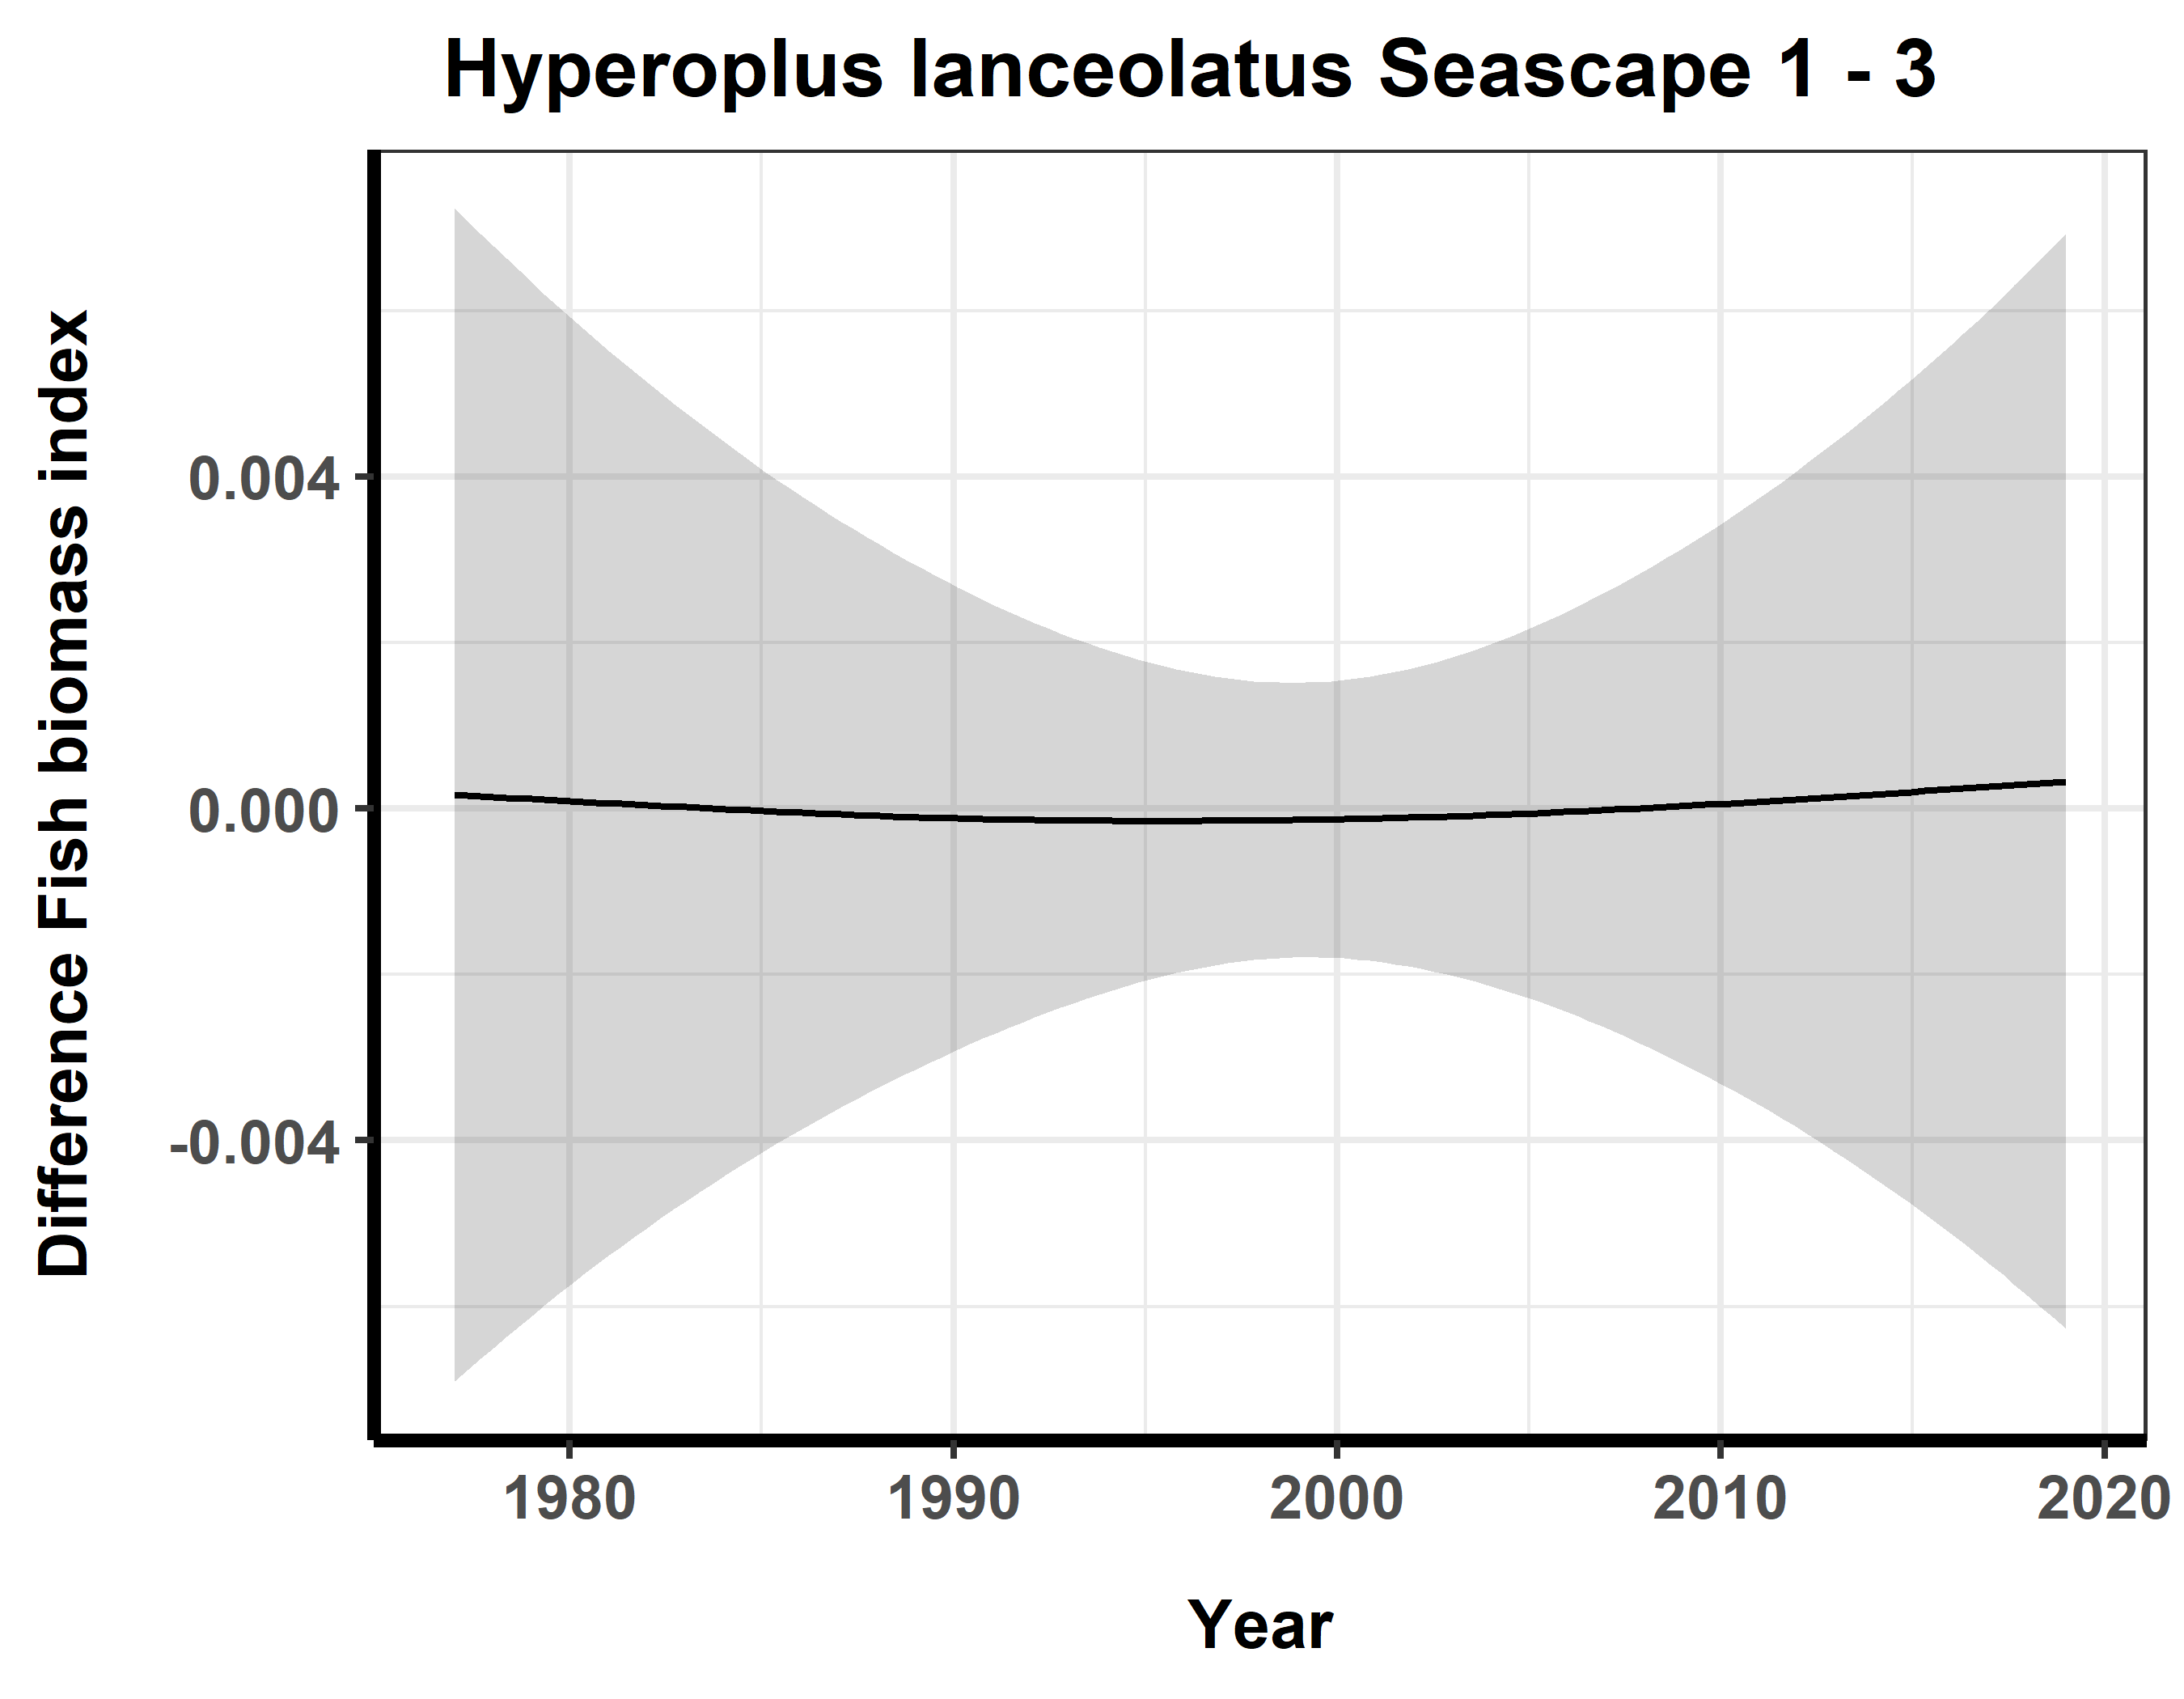 Hyperoplus lanceolatus Seascape 1 - 3
Difference Fish biomass index
0.004
0.000
-0.004
1980 1990 2000 2010 2020
Year